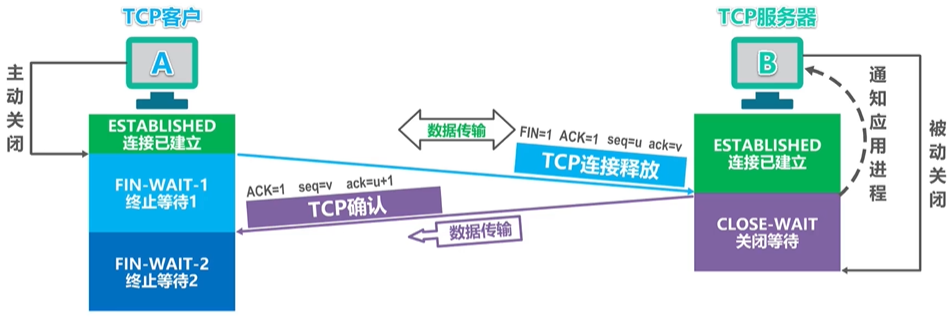 TCP客户
TCP服务器
A
B
主动关闭
ESTABLISHED
连接已建立
FIN-WAIT-1
终止等待1
FIN-WAIT-2
终止等待2
数据传输
FIN=1 ACK=1 seq=u ack=v
TCP连接释放
ACK=1 seq=v ack=u+1
TCP确认
数据传输
ESTABLISHED
连接已建立
CLOSE-WAIT
关闭等待
通知应用进程
被动关闭